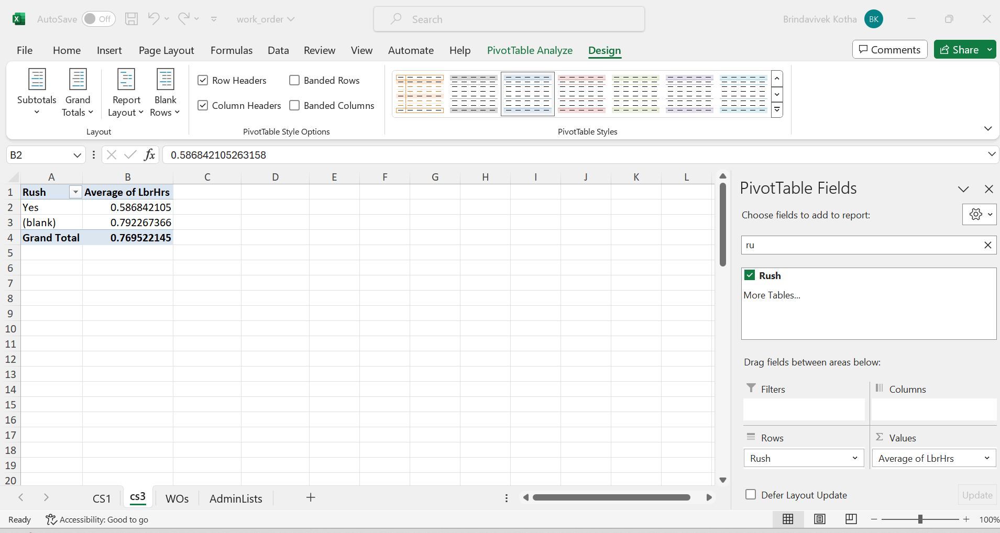 AutoSave Off work_order Search Brindavivek Kotha BK
File Home Insert Page Layout Formulas Data Review View Automate Help PivotTable Analyze Design Comments Share
Subtotals Grand Totals Report Layout Blank Rows
Layout
Row Headers Banded Rows
Column Headers Banded Columns
PivotTable Style Options
PivotTable Styles
B2 fx 0.586842105263158
A B C D E F G H I J K L
1 Rush Average of LbrHrs
2 Yes 0.586842105
3 (blank) 0.792267366
4 Grand Total 0.769522145
5
6
7
8
9
10
11
12
13
14
15
16
17
18
19
20
PivotTable Fields
Choose fields to add to report:
ru
Rush
More Tables...
Drag fields between areas below:
Filters Columns
Rows Σ Values
Rush Average of LbrHrs
Defer Layout Update Update
CS1 cs3 WOs AdminLists
Ready Accessibility: Good to go 100%